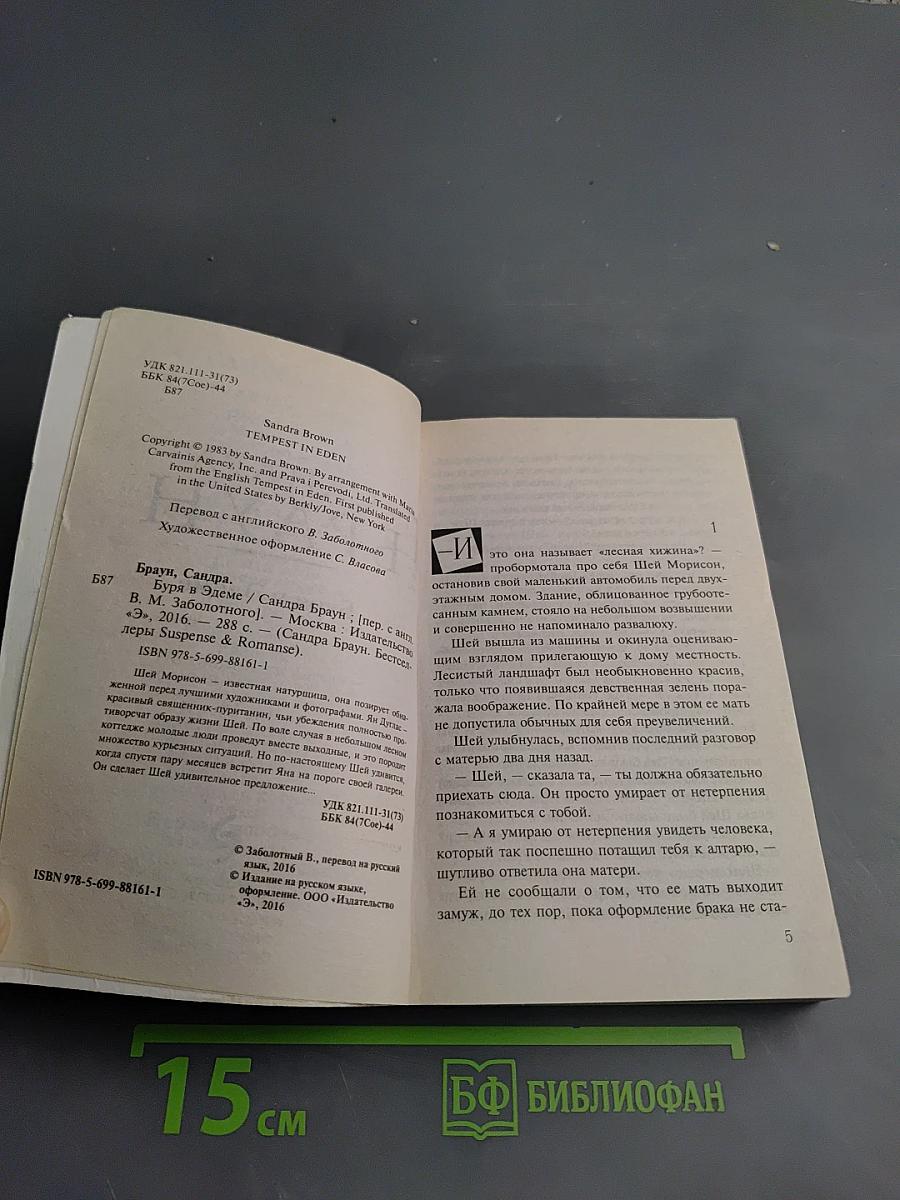 УДК 821.111-31(73)
ББК 84(7Сое)-44
Б87
Sandra Brown
TEMPEST IN EDEN
Copyright © 1983 by Sandra Brown. By arrangement with Maria
Carvainis Agency, Inc. and Prava i Perevodi, Ltd. Translated
from the English Tempest in Eden. First published
in the United States by Berkly/Jove, New York
Перевод с английского В. Заболотного
Художественное оформление С. Власова
Браун, Сандра.
Б87 Буря в Эдеме / Сандра Браун ; [пер. с англ.
В. М. Заболотного]. — Москва : Издательство
«Э», 2016. — 288 с. — (Сандра Браун. Бестсел-
леры Suspense & Romanse).
ISBN 978-5-699-88161-1
Шей Морисон — известная натурщица, она позирует обна-
женной перед лучшими художниками и фотографами. Ян Дуглас –
красивый священник-пуританин, чьи убеждения полностью про-
тиворечат образу жизни Шей. По воле случая в небольшом лесном
коттедже молодые люди проведут вместе выходные, и это породит
множество курьезных ситуаций. Но по-настоящему Шей удивится,
когда спустя пару месяцев встретит Яна на пороге своей галереи.
Он сделает Шей удивительное предложение...
УДК 821.111-31(73)
ББК 84(7Сое)-44
© Заболотный В., перевод на русский
язык, 2016
© Издание на русском языке,
оформление. ООО «Издательство
«Э», 2016
ISBN 978-5-699-88161-1
1
–И это она называет «лесная хижина»? —
пробормотала про себя Шей Морисон,
остановив свой маленький автомобиль перед двух-
этажным домом. Здание, облицованное грубооте-
санным камнем, стояло на небольшом возвышении
и совершенно не напоминало развалюху.
Шей вышла из машины и окинула оцениваю-
щим взглядом прилегающую к дому местность.
Лесистый ландшафт был необыкновенно красив,
только что появившаяся девственная зелень пора-
жала воображение. По крайней мере в этом ее мать
не допустила обычных для себя преувеличений.
Шей улыбнулась, вспомнив последний разговор
с матерью два дня назад.
— Шей, — сказала та, — ты должна обязательно
приехать сюда. Он просто умирает от нетерпения
познакомиться с тобой.
— А я умираю от нетерпения увидеть человека,
который так поспешно потащил тебя к алтарю, —
шутливо ответила она матери.
Ей не сообщали о том, что ее мать выходит
замуж, до тех пор, пока оформление брака не ста-
5
15 см
БФ БИБЛИОФАН